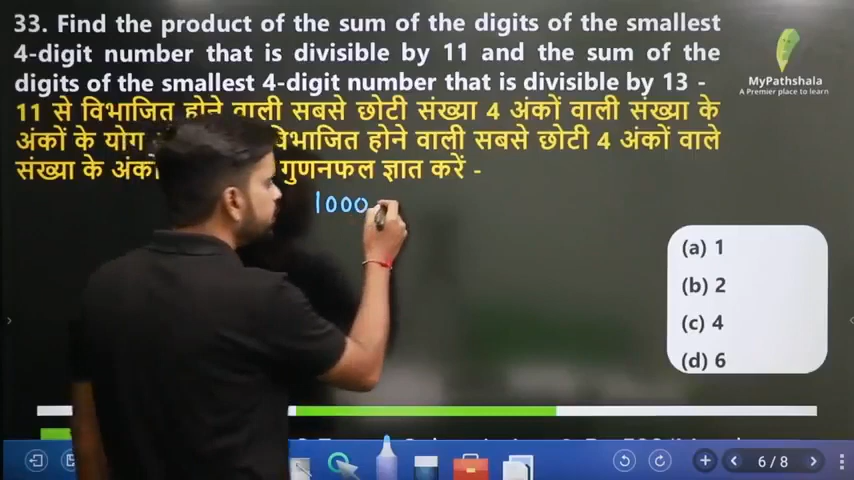 33. Find the product of the sum of the digits of the smallest
4-digit number that is divisible by 11 and the sum of the
digits of the smallest 4-digit number that is divisible by 13 -
11 से विभाजित होने वाली सबसे छोटी संख्या 4 अंकों वाली संख्या के
अंकों के योग विभाजित होने वाली सबसे छोटी 4 अंकों वाले
संख्या के गुणनफल ज्ञात करें -
MyPathshala
A Premier place to learn
1000
(a) 1
(b) 2
(c) 4
(d) 6
6 / 8